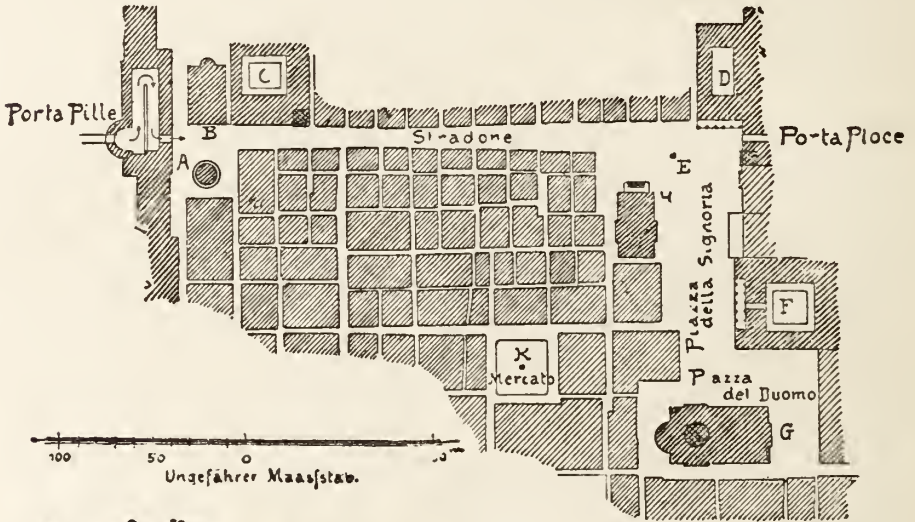 C
D
Porta Pille
B
Stradone
Porta Ploce
A
E
Piazza
della Signoria
F
K
Mercato
Piazza
del Duomo
G
100 50 0
Ungefährer Maasstab.